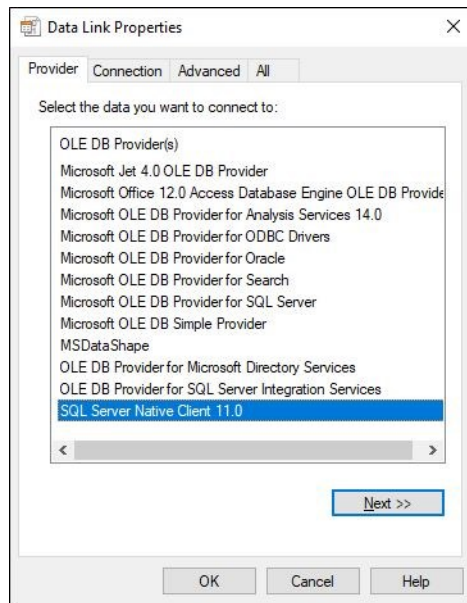 Data Link Properties
Provider Connection Advanced All
Select the data you want to connect to:
OLE DB Provider(s)
Microsoft Jet 4.0 OLE DB Provider
Microsoft Office 12.0 Access Database Engine OLE DB Provide
Microsoft OLE DB Provider for Analysis Services 14.0
Microsoft OLE DB Provider for ODBC Drivers
Microsoft OLE DB Provider for Oracle
Microsoft OLE DB Provider for Search
Microsoft OLE DB Provider for SQL Server
Microsoft OLE DB Simple Provider
MSDataShape
OLE DB Provider for Microsoft Directory Services
OLE DB Provider for SQL Server Integration Services
SQL Server Native Client 11.0
Next >>
OK Cancel Help